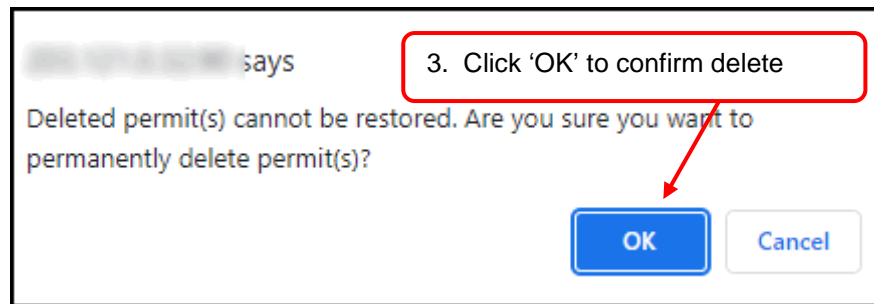 says
3. Click ‘OK’ to confirm delete
Deleted permit(s) cannot be restored. Are you sure you want to
permanently delete permit(s)?
OK
Cancel